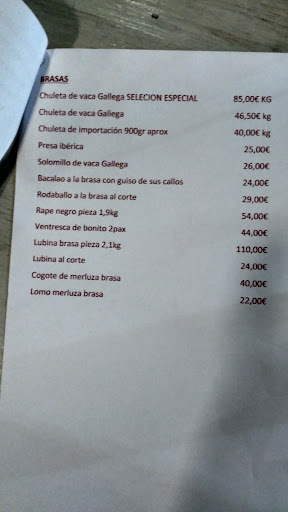 BRASAS
Chuleta de vaca Gallega SELECION ESPECIAL 85,00€ KG
Chuleta de vaca Gallega 46,50€ kg
Chuleta de importación 900gr aprox 40,00€ kg
Presa ibérica 25,00€
Solomillo de vaca Gallega 26,00€
Bacalao a la brasa con guiso de sus callos 24,00€
Rodaballo a la brasa al corte 29,00€
Rape negro pieza 1,9kg 54,00€
Ventresca de bonito 2pax 44,00€
Lubina brasa pieza 2,1kg 110,00€
Lubina al corte 24,00€
Cogote de merluza brasa 40,00€
Lomo merluza brasa 22,00€